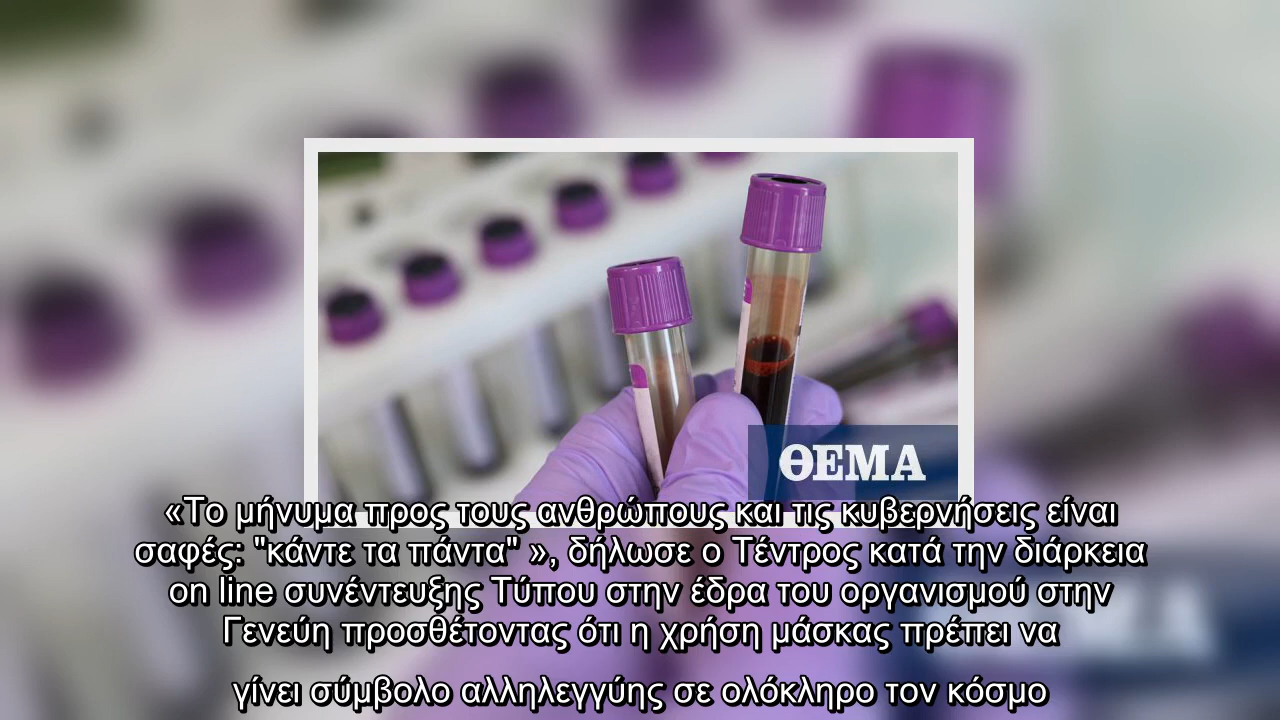 ΘΕΜΑ
«Το μήνυμα προς τους ανθρώπους και τις κυβερνήσεις είναι
σαφές: "κάντε τα πάντα" », δήλωσε ο Τέντρος κατά την διάρκεια
on line συνέντευξης Τύπου στην έδρα του οργανισμού στην
Γενεύη προσθέτοντας ότι η χρήση μάσκας πρέπει να
γίνει σύμβολο αλληλεγγύης σε ολόκληρο τον κόσμο